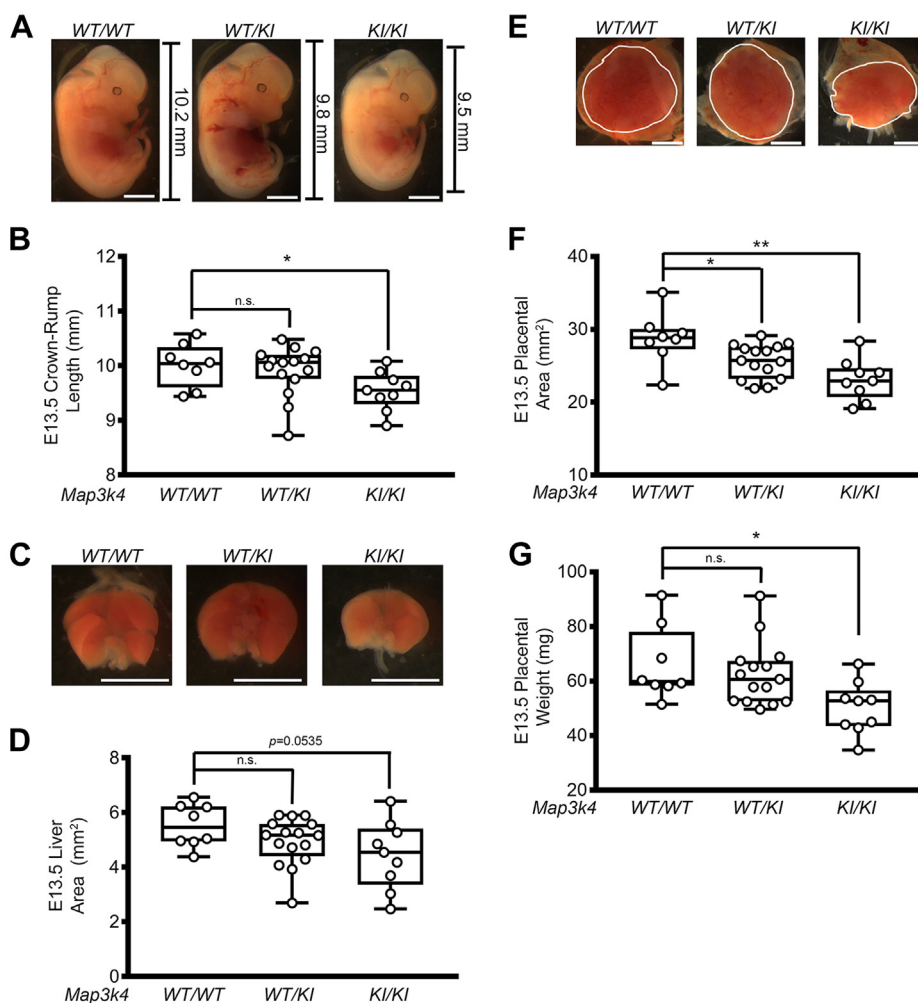 A
WT/WT WT/KI KI/KI
10.2 mm
9.8 mm
9.5 mm
B
E13.5 Crown-Rump
Length (mm)
12
11
10
9
8
*
n.s.
Map3k4 WT/WT WT/KI KI/KI
C
WT/WT WT/KI KI/KI
D
E13.5 Liver
Area (mm²)
8
6
4
2
0
p=0.0535
n.s.
Map3k4 WT/WT WT/KI KI/KI
E
WT/WT WT/KI KI/KI
F
E13.5 Placental
Area (mm²)
40
30
20
10
**
*
Map3k4 WT/WT WT/KI KI/KI
G
E13.5 Placental
Weight (mg)
100
80
60
40
20
*
n.s.
Map3k4 WT/WT WT/KI KI/KI